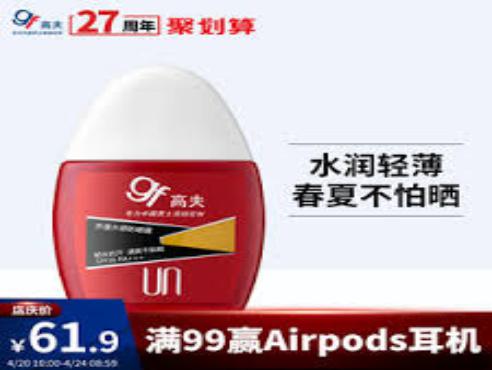 gf 高夫 27周年 聚划算
水润轻薄
春夏不怕晒
gf 高夫
UN
店庆价
¥61.9
4/20 10:00-4/24 08:59
满99赢Airpods耳机